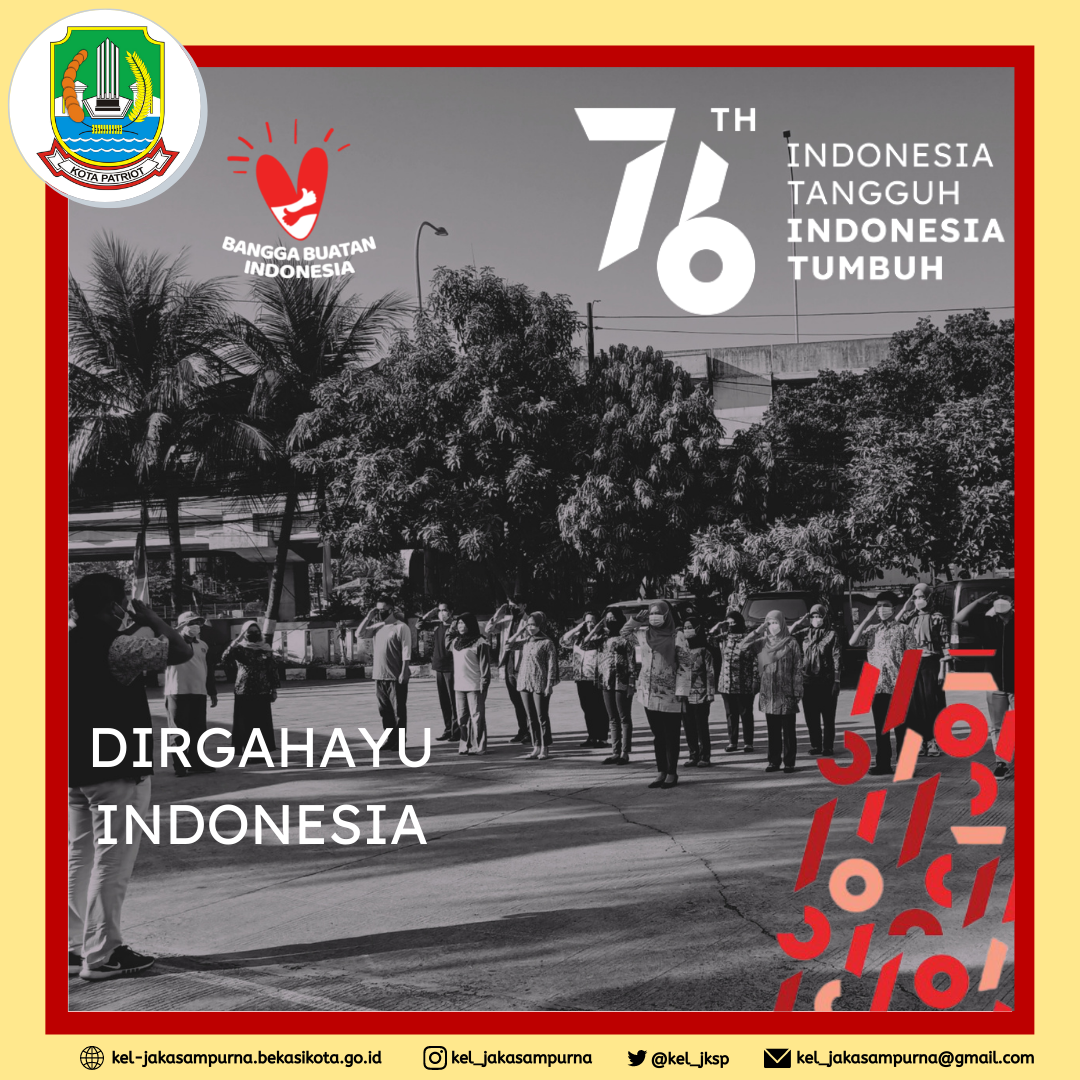 KOTA PATRIOT
BANGGA BUATAN
INDONESIA
76
TH
INDONESIA
TANGGUH
INDONESIA
TUMBUH
DIRGAHAYU
INDONESIA
kel-jakasampurna.bekasikota.go.id kel_jakasampurna @kel_jksp kel_jakasampurna@gmail.com